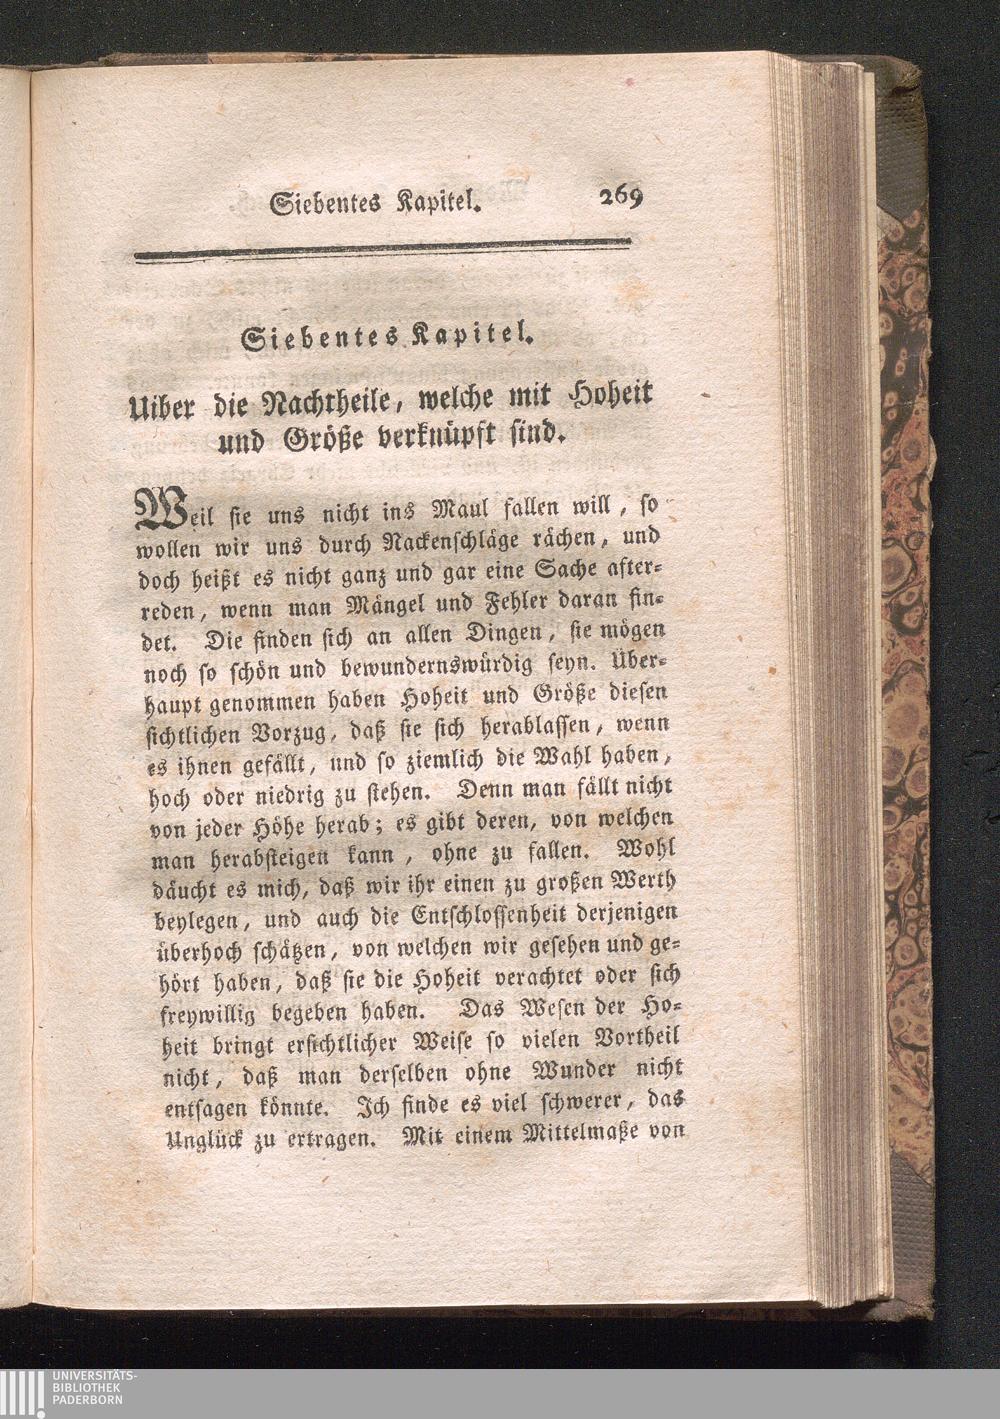 Siebentes Kapitel. 269
Siebentes Kapitel.
Uiber die Nachtheile, welche mit Hoheit
und Größe verknüpft sind.
Weil sie uns nicht ins Maul fallen will, so
wollen wir uns durch Nackenschläge rächen, und
doch heißt es nicht ganz und gar eine Sache after-
reden, wenn man Mängel und Fehler daran fin-
det. Die finden sich an allen Dingen, sie mögen
noch so schön und bewundernswürdig seyn. Über-
haupt genommen haben Hoheit und Größe diesen
sichtlichen Vorzug, daß sie sich herablassen, wenn
es ihnen gefällt, und so ziemlich die Wahl haben,
hoch oder niedrig zu stehen. Denn man fällt nicht
von jeder Höhe herab; es gibt deren, von welchen
man herabsteigen kann, ohne zu fallen. Wohl
däucht es mich, daß wir ihr einen zu großen Werth
beylegen, und auch die Entschlossenheit derjenigen
überhoch schätzen, von welchen wir gesehen und ge-
hört haben, daß sie die Hoheit verachtet oder sich
freywillig begeben haben. Das Wesen der Ho-
heit bringt ersichtlicher Weise so vielen Vortheil
nicht, daß man derselben ohne Wunder nicht
entsagen könnte. Ich finde es viel schwerer, das
Unglück zu ertragen. Mit einem Mittelmaße von
UNIVERSITÄTS-
BIBLIOTHEK
PADERBORN